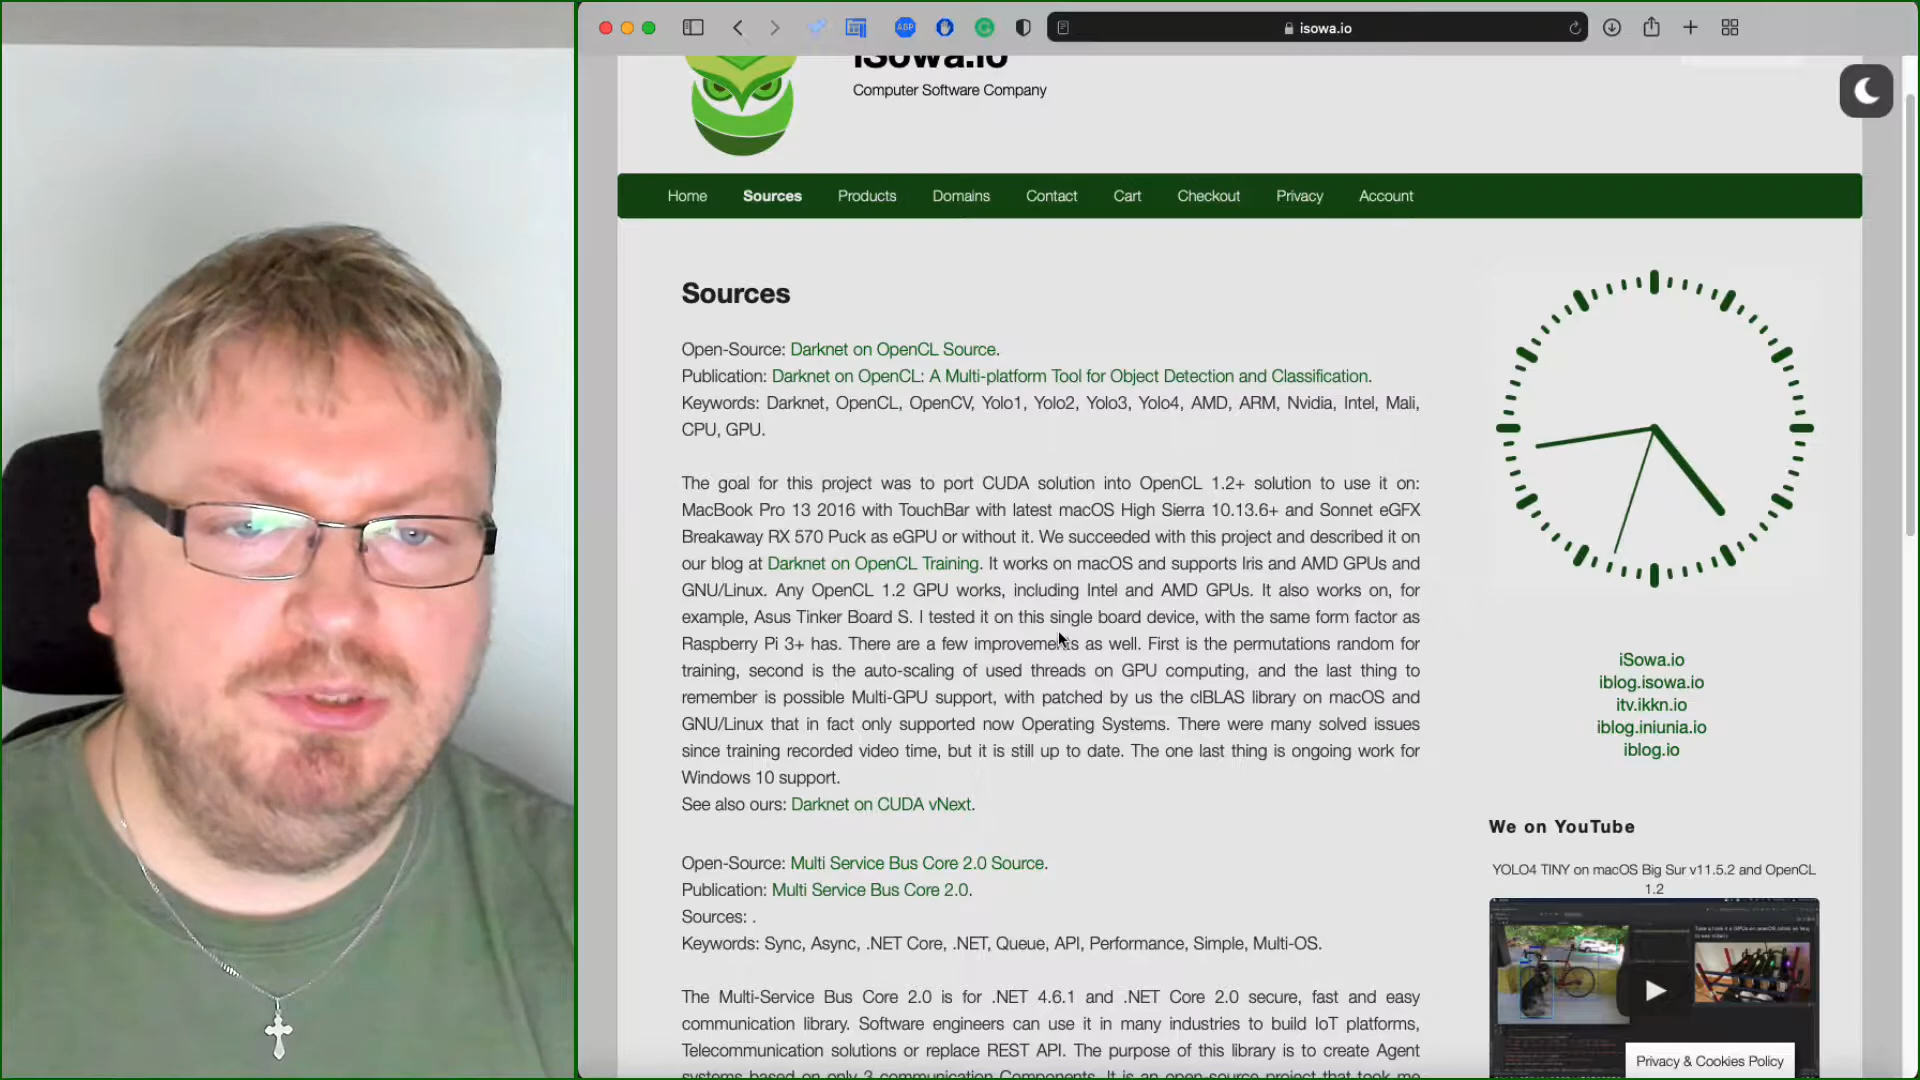 isowa.io
iSowa.io
Computer Software Company
Home Sources Products Domains Contact Cart Checkout Privacy Account
Sources
Open-Source: Darknet on OpenCL Source.
Publication: Darknet on OpenCL: A Multi-platform Tool for Object Detection and Classification.
Keywords: Darknet, OpenCL, OpenCV, Yolo1, Yolo2, Yolo3, Yolo4, AMD, ARM, Nvidia, Intel, Mali,
CPU, GPU.
The goal for this project was to port CUDA solution into OpenCL 1.2+ solution to use it on:
MacBook Pro 13 2016 with TouchBar with latest macOS High Sierra 10.13.6+ and Sonnet eGFX
Breakaway RX 570 Puck as eGPU or without it. We succeeded with this project and described it on
our blog at Darknet on OpenCL Training. It works on macOS and supports Iris and AMD GPUs and
GNU/Linux. Any OpenCL 1.2 GPU works, including Intel and AMD GPUs. It also works on, for
example, Asus Tinker Board S. I tested it on this single board device, with the same form factor as
Raspberry Pi 3+ has. There are a few improvements as well. First is the permutations random for
training, second is the auto-scaling of used threads on GPU computing, and the last thing to
remember is possible Multi-GPU support, with patched by us the clBLAS library on macOS and
GNU/Linux that in fact only supported now Operating Systems. There were many solved issues
since training recorded video time, but it is still up to date. The one last thing is ongoing work for
Windows 10 support.
See also ours: Darknet on CUDA vNext.
Open-Source: Multi Service Bus Core 2.0 Source.
Publication: Multi Service Bus Core 2.0.
Sources: .
Keywords: Sync, Async, .NET Core, .NET, Queue, API, Performance, Simple, Multi-OS.
The Multi-Service Bus Core 2.0 is for .NET 4.6.1 and .NET Core 2.0 secure, fast and easy
communication library. Software engineers can use it in many industries to build IoT platforms,
Telecommunication solutions or replace REST API. The purpose of this library is to create Agent
systems based on only 3 communication Components. It is an open-source project that took me
iSowa.io
iblog.isowa.io
itv.ikkn.io
iblog.iniunia.io
iblog.io
We on YouTube
YOLO4 TINY on macOS Big Sur v11.5.2 and OpenCL
1.2
Privacy & Cookies Policy